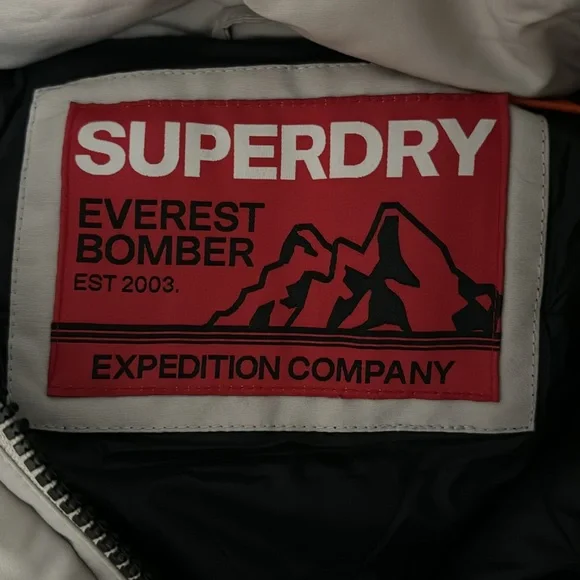 SUPERDRY
EVEREST
BOMBER
EST 2003.
EXPEDITION COMPANY